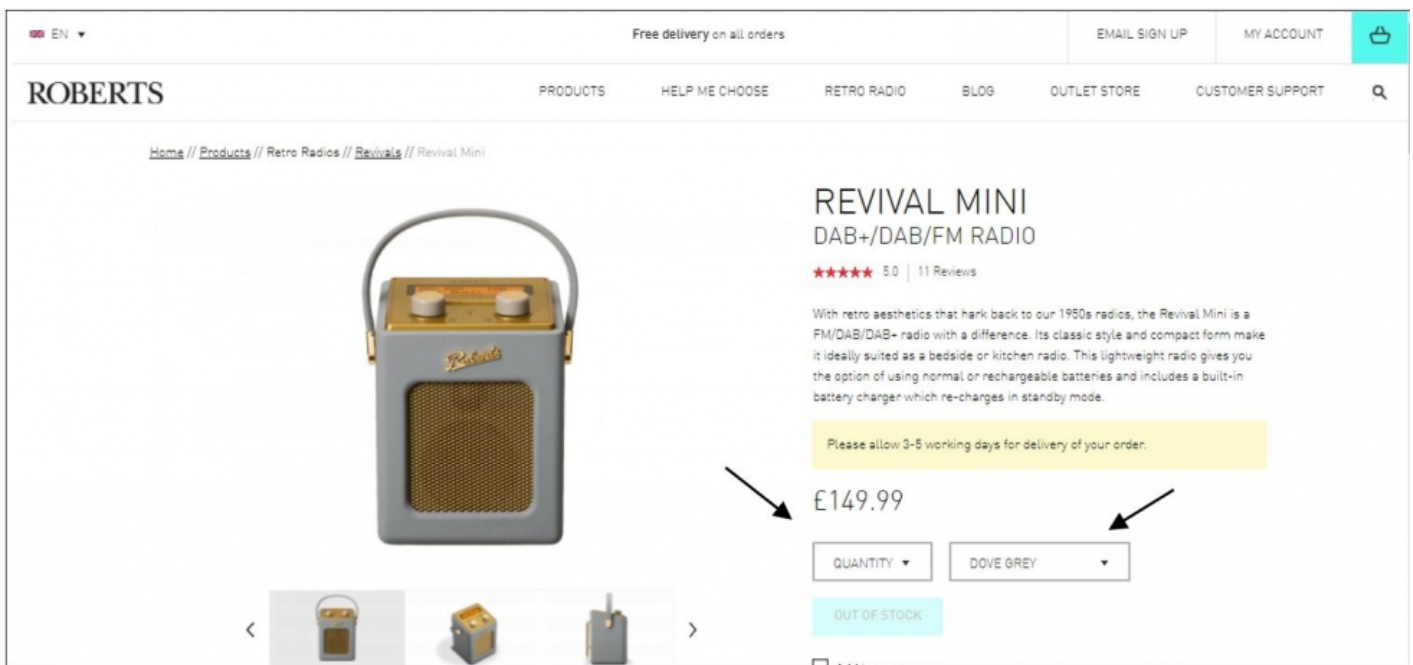 EN
Free delivery on all orders
EMAIL SIGN UP
MY ACCOUNT
ROBERTS
PRODUCTS
HELP ME CHOOSE
RETRO RADIO
BLOG
OUTLET STORE
CUSTOMER SUPPORT
Home // Products // Retro Radios // Revivals // Revival Mini
Roberts
REVIVAL MINI
DAB+/DAB/FM RADIO
★★★★★ 5.0 | 11 Reviews
With retro aesthetics that hark back to our 1950s radios, the Revival Mini is a
FM/DAB/DAB+ radio with a difference. Its classic style and compact form make
it ideally suited as a bedside or kitchen radio. This lightweight radio gives you
the option of using normal or rechargeable batteries and includes a built-in
battery charger which re-charges in standby mode.
Please allow 3-5 working days for delivery of your order.
£149.99
QUANTITY
DOVE GREY
OUT OF STOCK